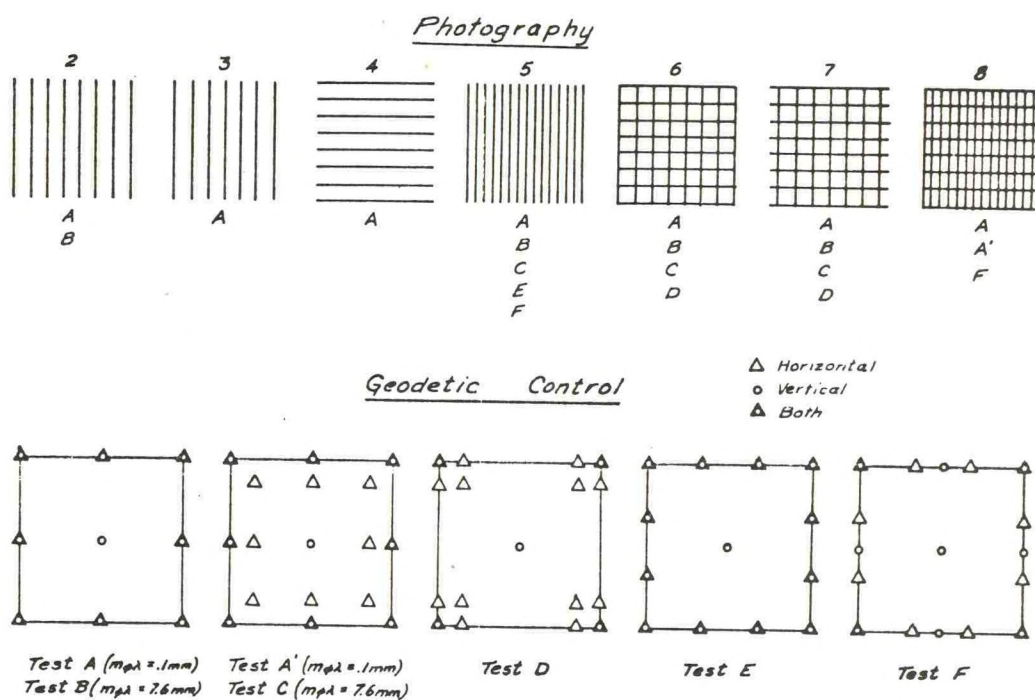 Photography
2 3 4 5 6 7 8
A A A A A A A
B B B B A'
C C C F
E D D
F
Geodetic Control
△ Horizontal
○ Vertical
Both
Test A (mφλ = .1mm) Test A' (mφλ = .1mm) Test D Test E Test F
Test B (mφλ = 7.6mm) Test C (mφλ = 7.6mm)